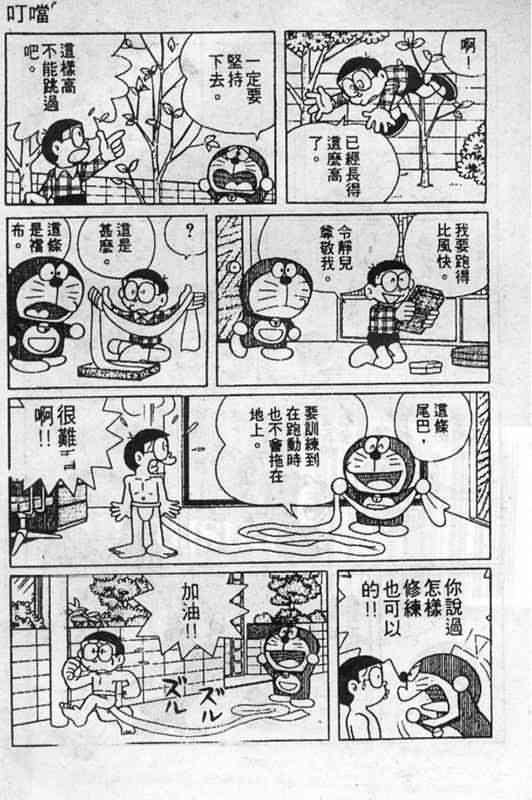 叮噹
啊！
已經長得
這麼高
了。
一定要
堅持
下去。
這樣高
不能跳過
吧。
我要跑得
比風快。
令靜兒
尊敬我。
？
這是
甚麼。
這條
是襠
布。
這條
尾巴，
要訓練到
在跑動時
也不會拖在
地上。
很難
啊!!
你說過
怎樣
修練
也可以
的!!
加油!!
ズル
ズル